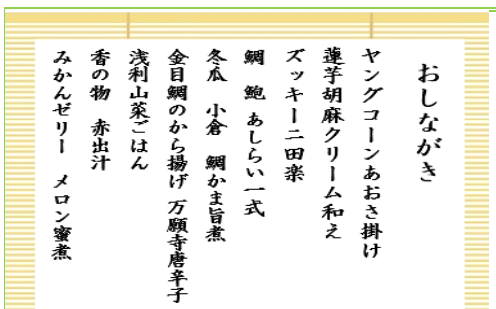 おしながき
ヤングコーンあおさ掛け
蓮芋胡麻クリーム和え
ズッキーニ田楽
鯛　鮑 あしらい一式
冬瓜　小倉　鯛かま旨煮
金目鯛のから揚げ 万願寺唐辛子
浅利山菜ごはん
香の物　赤出汁
みかんゼリー　メロン蜜煮